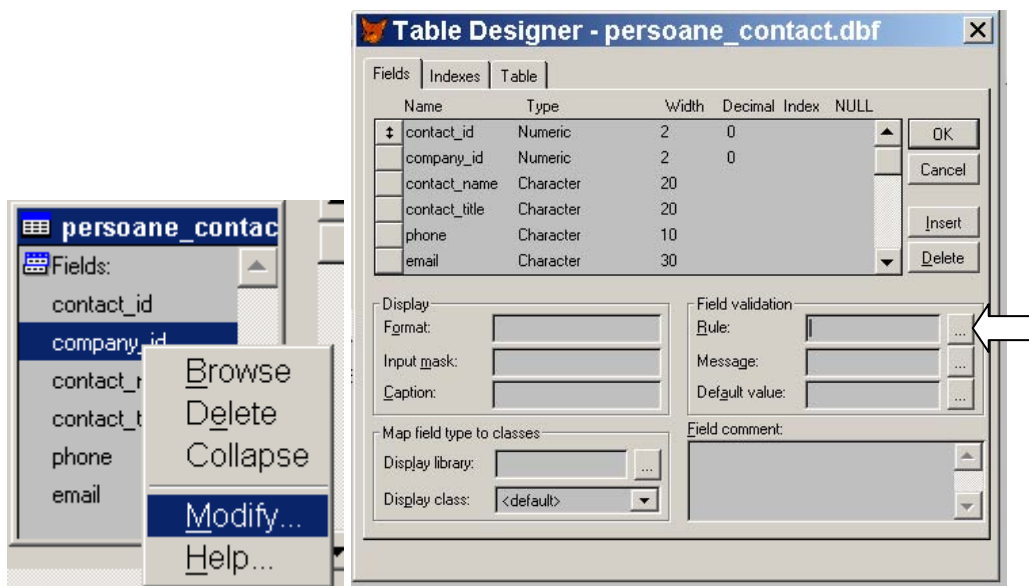 persoane_contac
Fields:
contact_id
company_id
contact_r
contact_t
phone
email
Browse
Delete
Collapse
Modify...
Help...
Table Designer - persoane_contact.dbf
Fields Indexes Table
Name Type Width Decimal Index NULL
contact_id Numeric 2 0
company_id Numeric 2 0
contact_name Character 20
contact_title Character 20
phone Character 10
email Character 30
OK
Cancel
Insert
Delete
Display
Format:
Input mask:
Caption:
Field validation
Rule: ...
Message: ...
Default value: ...
Map field type to classes
Display library: ...
Display class: <default>
Field comment: